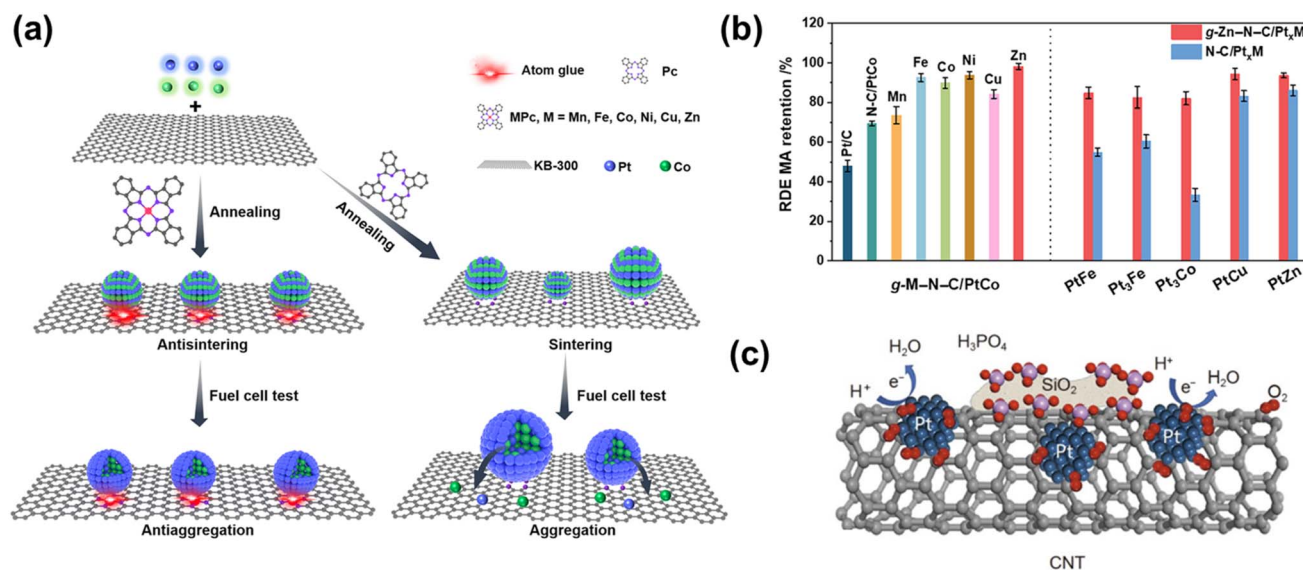 (a)
+
Atom glue
Pc
MPc, M = Mn, Fe, Co, Ni, Cu, Zn
KB-300
Pt
Co
Annealing
Annealing
Antisintering
Sintering
Fuel cell test
Fuel cell test
Antiaggregation
Aggregation
(b)
RDE MA retention /%
120
100
80
60
40
20
0
Pt/C
N-C/PtCo
Mn
Fe
Co
Ni
Cu
Zn
g-Zn–N–C/PtₓM
N-C/PtₓM
g-M–N–C/PtCo
PtFe
Pt₃Fe
Pt₃Co
PtCu
PtZn
(c)
H₂O
H₃PO₄
H⁺
e⁻
SiO₂
H⁺
e⁻
H₂O
O₂
Pt
Pt
Pt
CNT